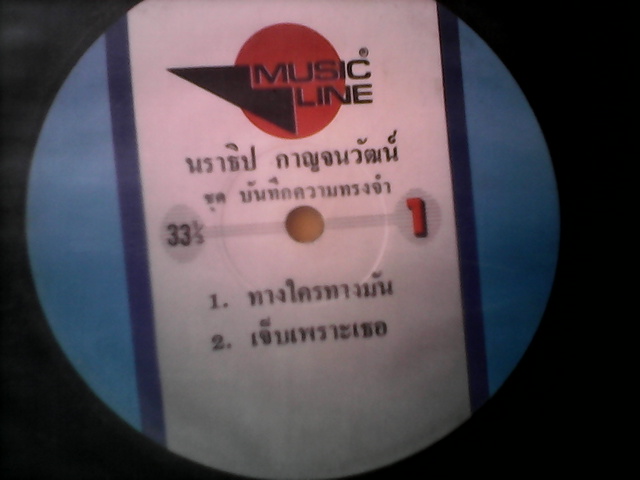 MUSIC®
LINE
นราธิป กาญจนวัฒน์
ชุด บันทึกความทรงจำ
33⅓
1
1. ทางใครทางมัน
2. เจ็บเพราะเธอ